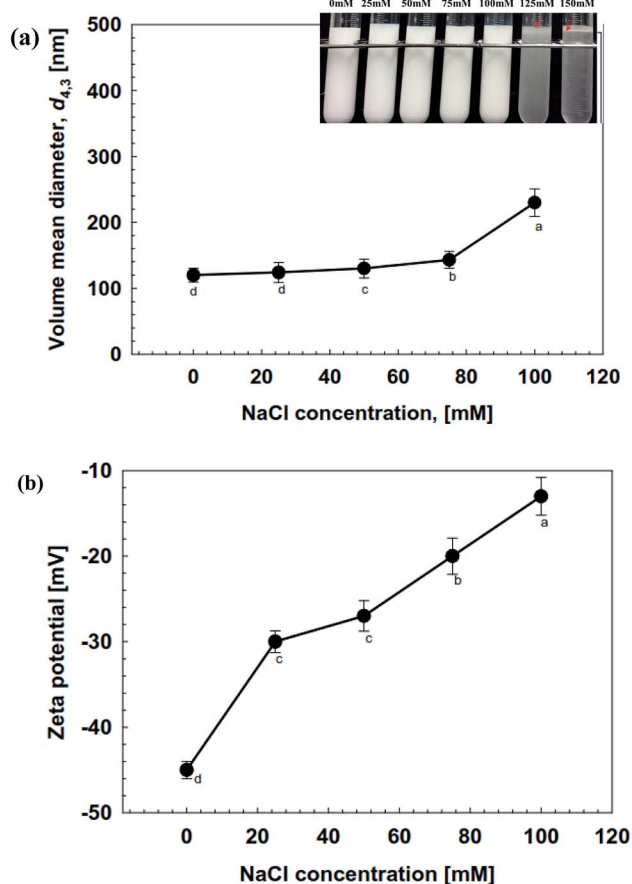 0mM 25mM 50mM 75mM 100mM 125mM 150mM
(a)
Volume mean diameter, d4,3 [nm]
500
400
300
200
100
0
d
d
c
b
a
0 20 40 60 80 100 120
NaCl concentration, [mM]
(b)
Zeta potential [mV]
-10
-20
-30
-40
-50
d
c
c
b
a
0 20 40 60 80 100 120
NaCl concentration [mM]